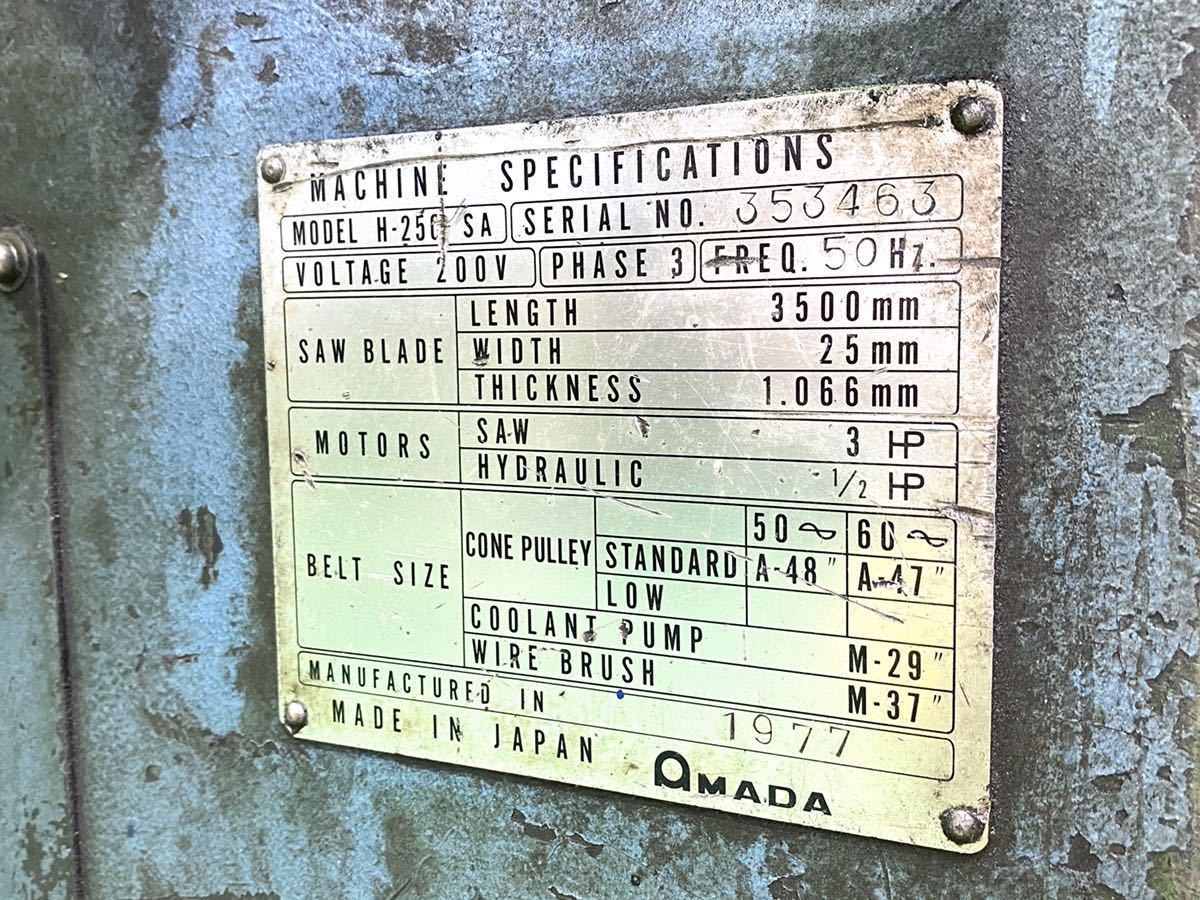 MACHINE SPECIFICATIONS
MODEL H-250 SA SERIAL NO. 353463
VOLTAGE 200V PHASE 3 FREQ. 50 Hz.
SAW BLADE LENGTH 3500mm
WIDTH 25mm
THICKNESS 1.066mm
MOTORS SAW 3 HP
HYDRAULIC 1/2 HP
BELT SIZE CONE PULLEY 50~ 60~
STANDARD A-48" A-47"
LOW
COOLANT PUMP M-29"
WIRE BRUSH M-37"
MANUFACTURED IN 1977
MADE IN JAPAN AMADA